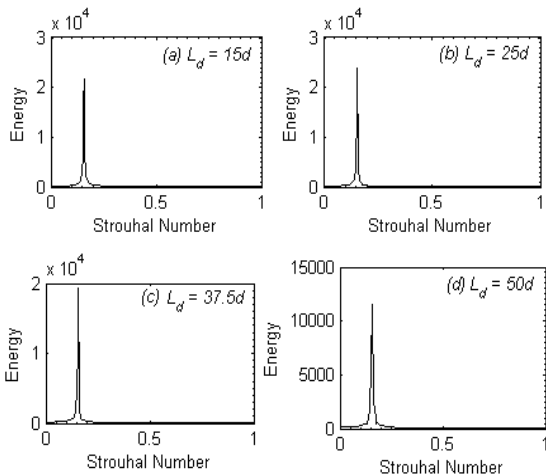 x 10^4
3
2
1
0
0
0.5
1
Energy
Strouhal Number
(a) L_d = 15d
x 10^4
3
2
1
0
0
0.5
1
Energy
Strouhal Number
(b) L_d = 25d
x 10^4
2
1
0
0
0.5
1
Energy
Strouhal Number
(c) L_d = 37.5d
15000
10000
5000
0
0
0.5
1
Energy
Strouhal Number
(d) L_d = 50d